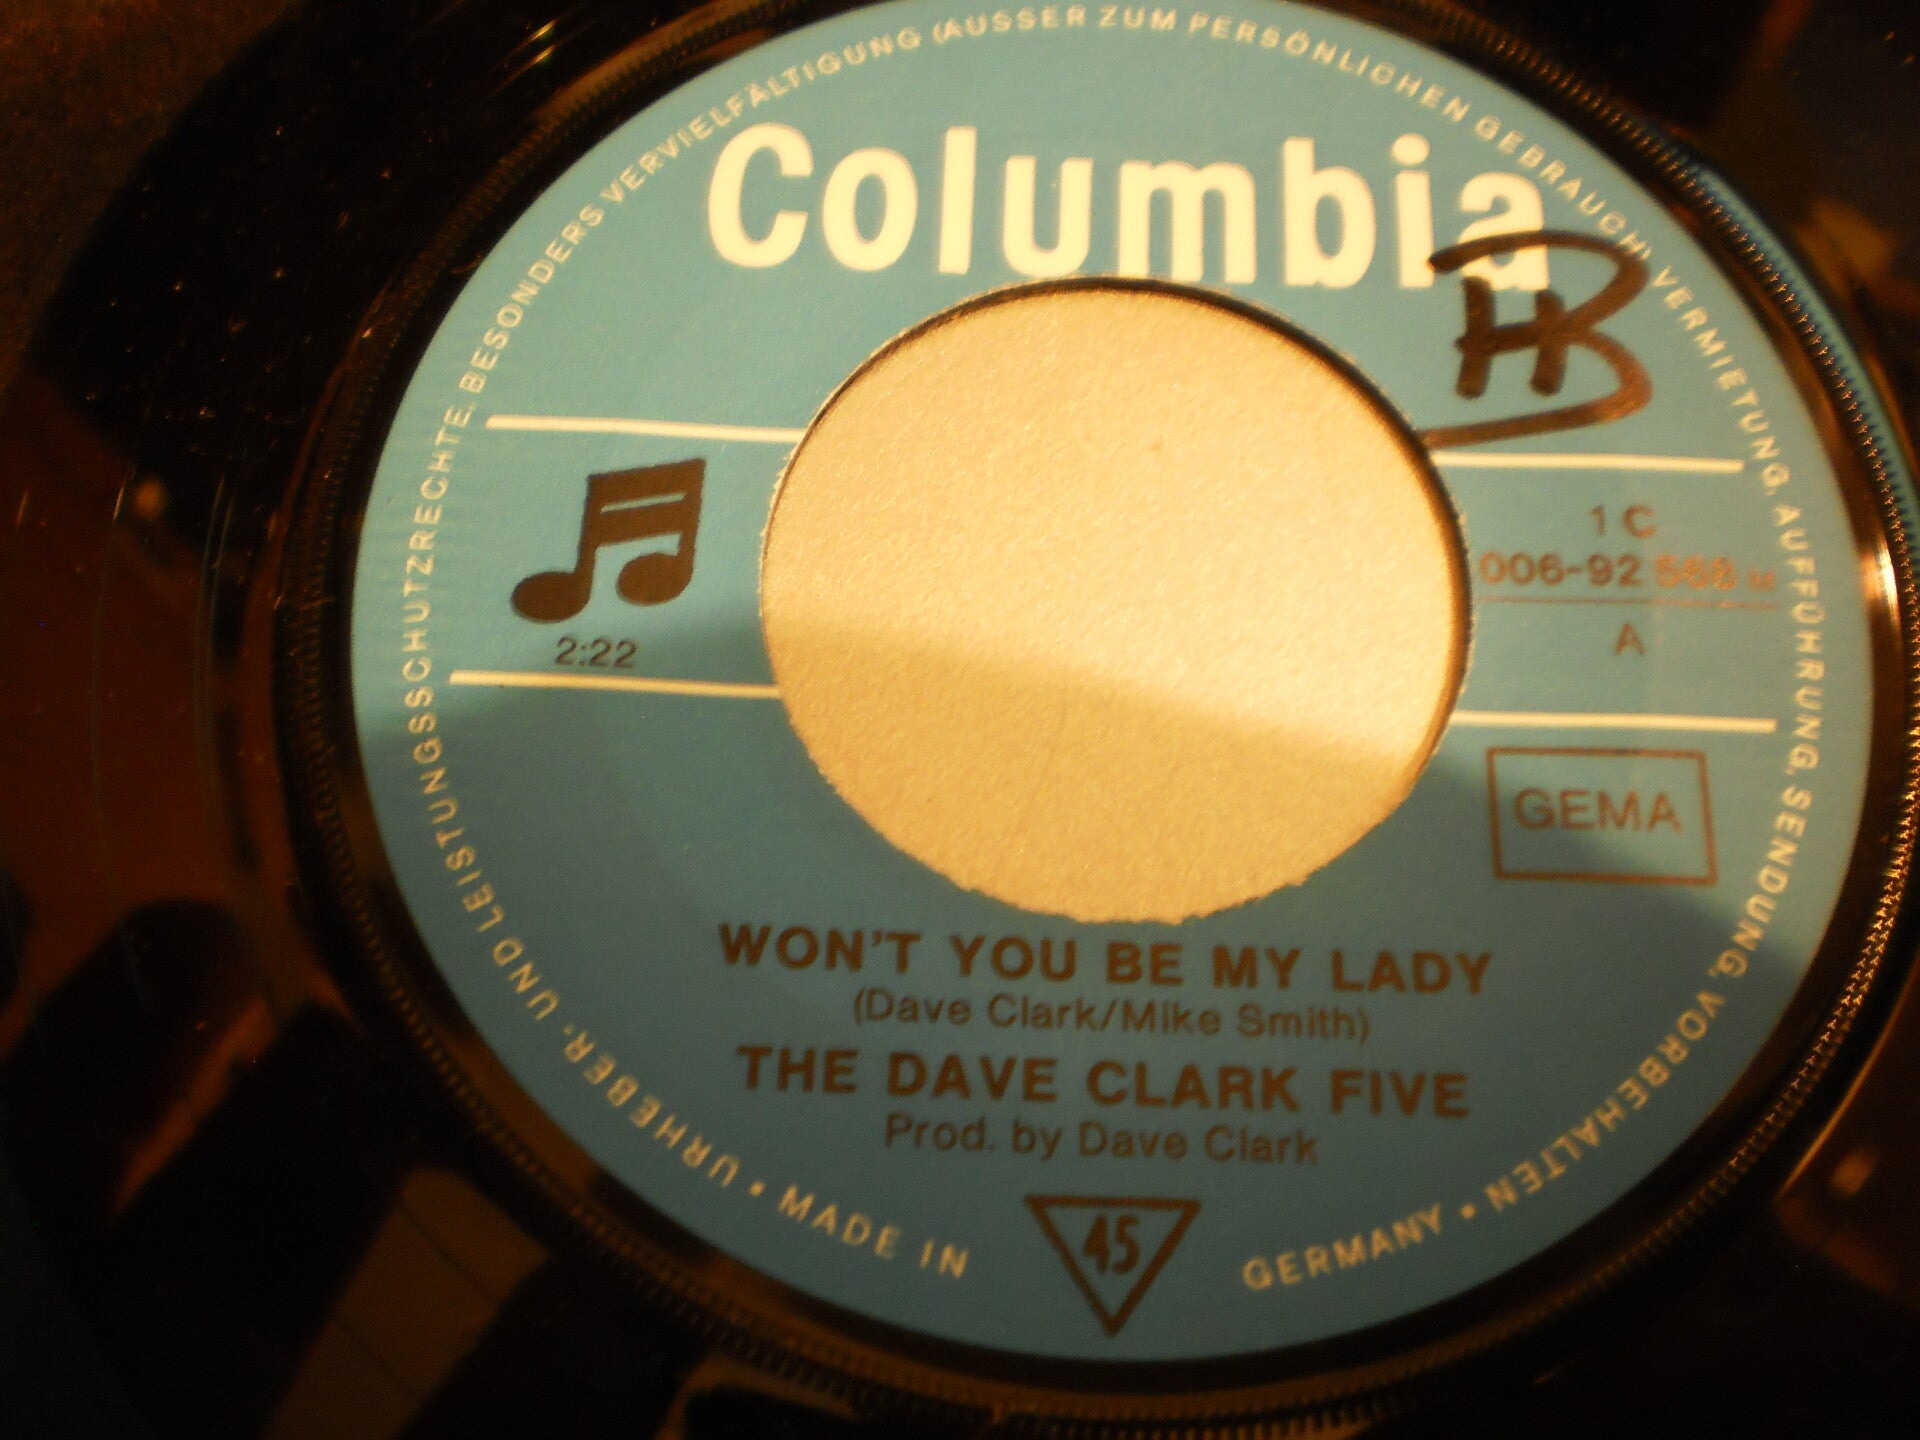 URHEBER- UND LEISTUNGSSCHUTZRECHTE, BESONDERS VERVIELFÄLTIGUNG (AUSSER ZUM PERSÖNLICHEN GEBRAUCH), VERMIETUNG, AUFFÜHRUNG, SENDUNG, VORBEHALTEN
Columbia
HB
2:22
1 C
006-92 568 u
A
GEMA
WON'T YOU BE MY LADY
(Dave Clark/Mike Smith)
THE DAVE CLARK FIVE
Prod. by Dave Clark
45
• MADE IN GERMANY •